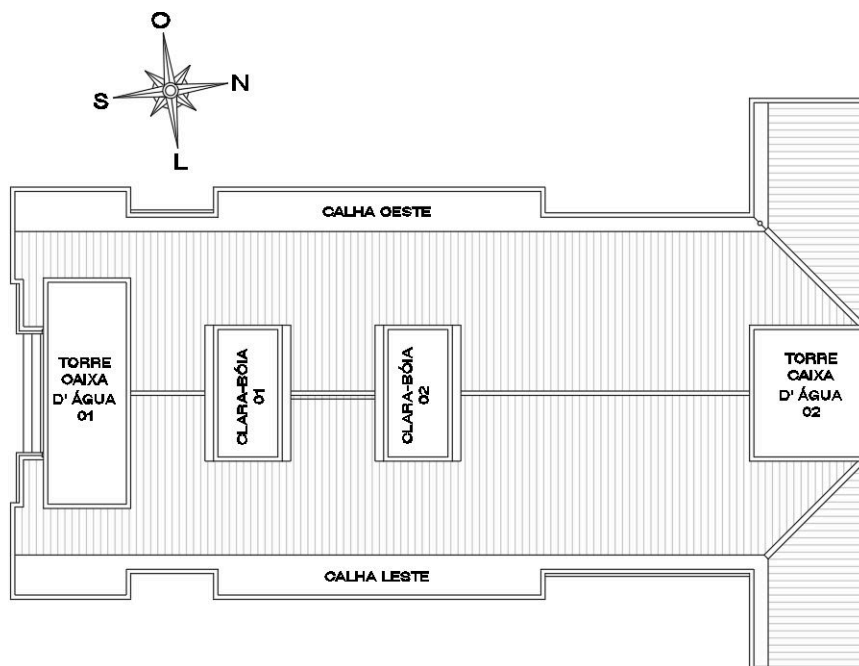 O
S
N
L
CALHA OESTE
TORRE
CAIXA
D' ÁGUA
01
CLARA-BÓIA
01
CLARA-BÓIA
02
TORRE
CAIXA
D' ÁGUA
02
CALHA LESTE